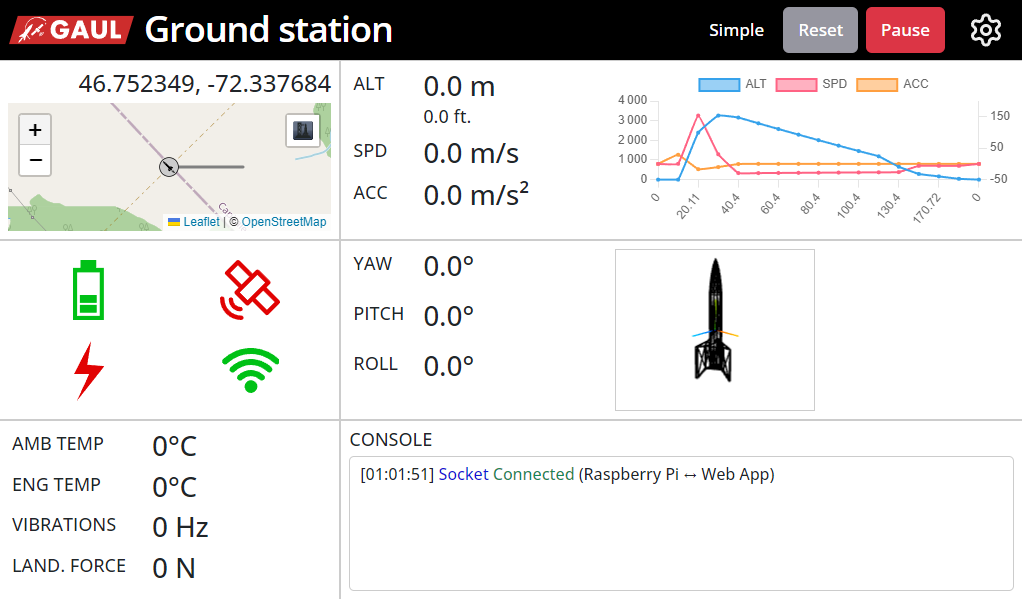 GAUL Ground station
Simple Reset Pause
46.752349, -72.337684
+
−
Leaflet | © OpenStreetMap
ALT 0.0 m
0.0 ft.
SPD 0.0 m/s
ACC 0.0 m/s²
ALT SPD ACC
4 000
3 000
2 000
1 000
0
150
50
-50
0 20.11 40.4 60.4 80.4 100.4 130.4 170.72 0
YAW 0.0°
PITCH 0.0°
ROLL 0.0°
AMB TEMP 0°C
ENG TEMP 0°C
VIBRATIONS 0 Hz
LAND. FORCE 0 N
CONSOLE
[01:01:51] Socket Connected (Raspberry Pi ↔ Web App)